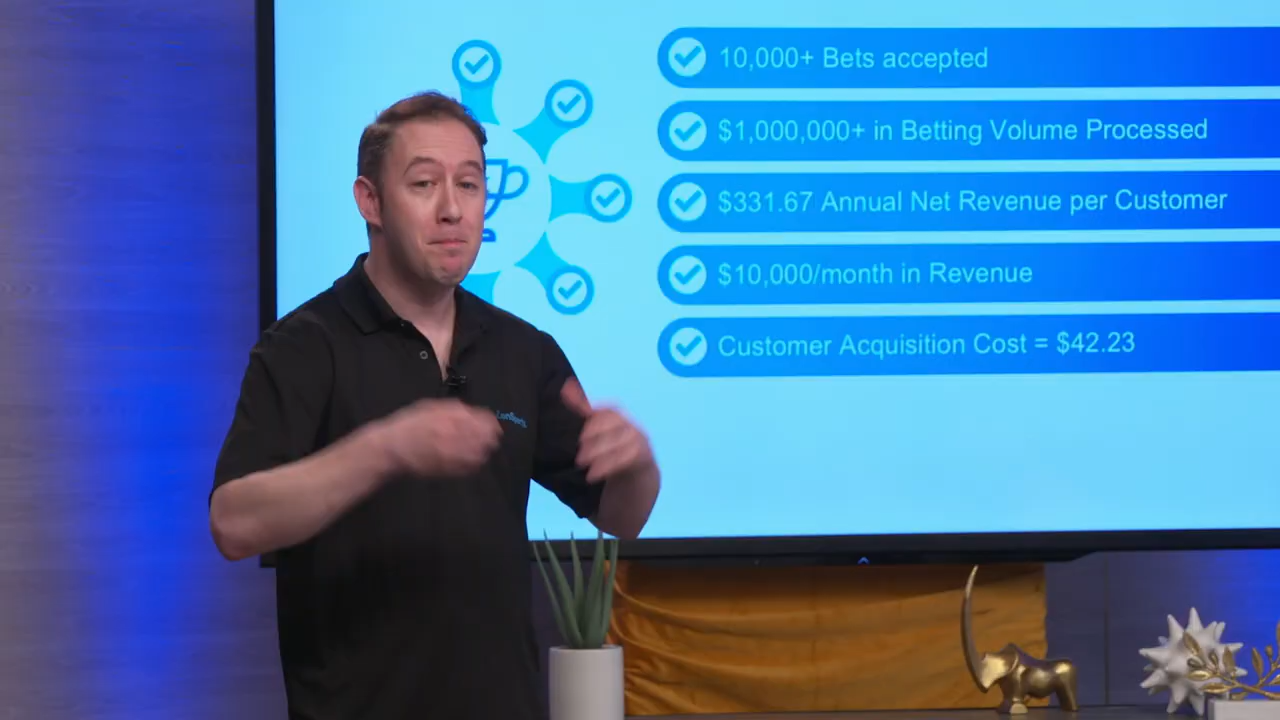 10,000+ Bets accepted
$1,000,000+ in Betting Volume Processed
$331.67 Annual Net Revenue per Customer
$10,000/month in Revenue
Customer Acquisition Cost = $42.23